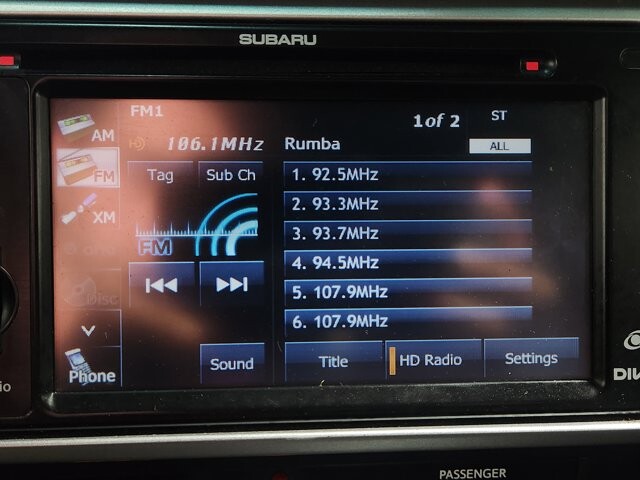 SUBARU
FM1
1 of 2
ST
AM
106.1MHz
Rumba
ALL
FM
Tag
Sub Ch
1. 92.5MHz
2. 93.3MHz
XM
3. 93.7MHz
FM
4. 94.5MHz
Disc
5. 107.9MHz
6. 107.9MHz
Phone
Sound
Title
HD Radio
Settings
PASSENGER